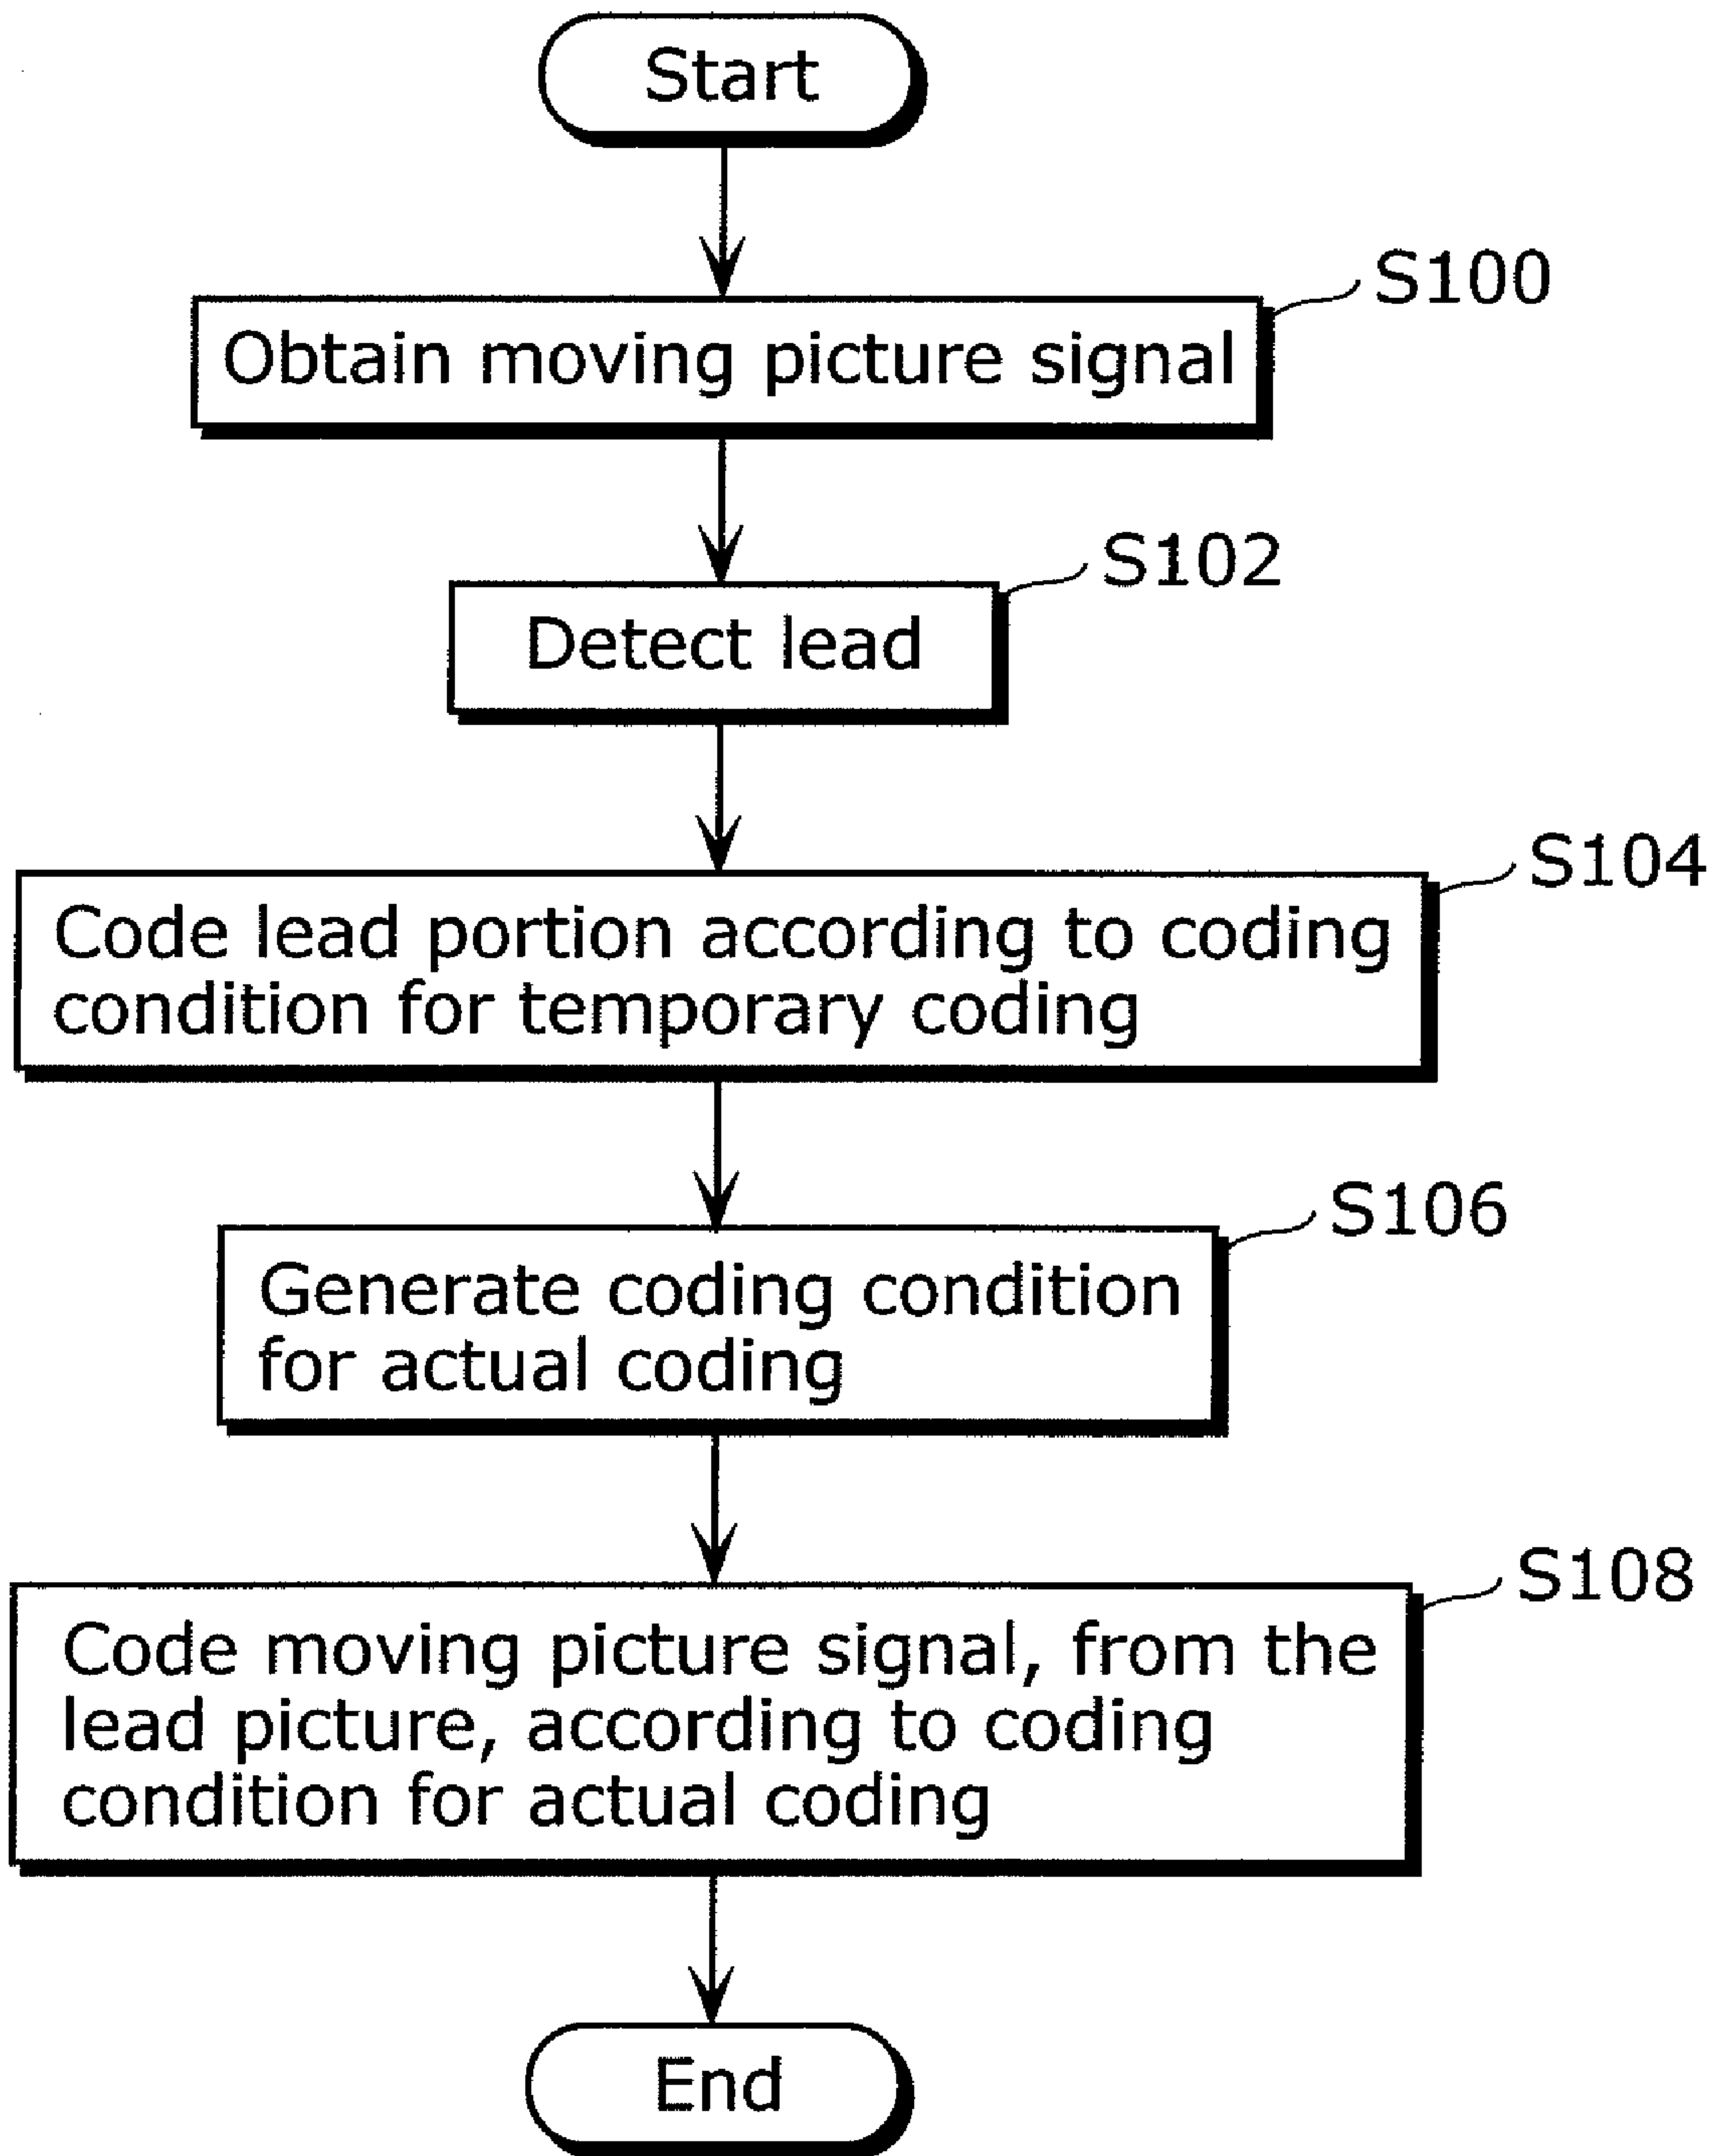 Start
S100
Obtain moving picture signal
S102
Detect lead
S104
Code lead portion according to coding
condition for temporary coding
S106
Generate coding condition
for actual coding
S108
Code moving picture signal, from the
lead picture, according to coding
condition for actual coding
End